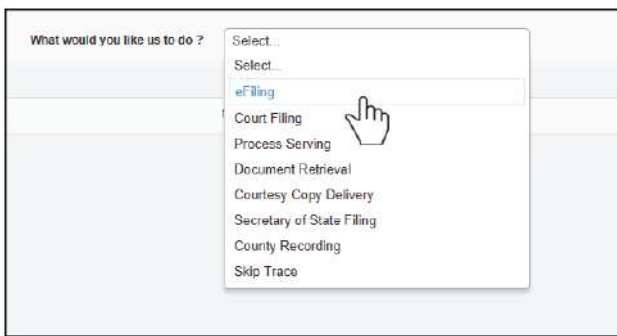 What would you like us to do ? Select...
Select...
eFiling
Court Filing
Process Serving
Document Retrieval
Courtesy Copy Delivery
Secretary of State Filing
County Recording
Skip Trace